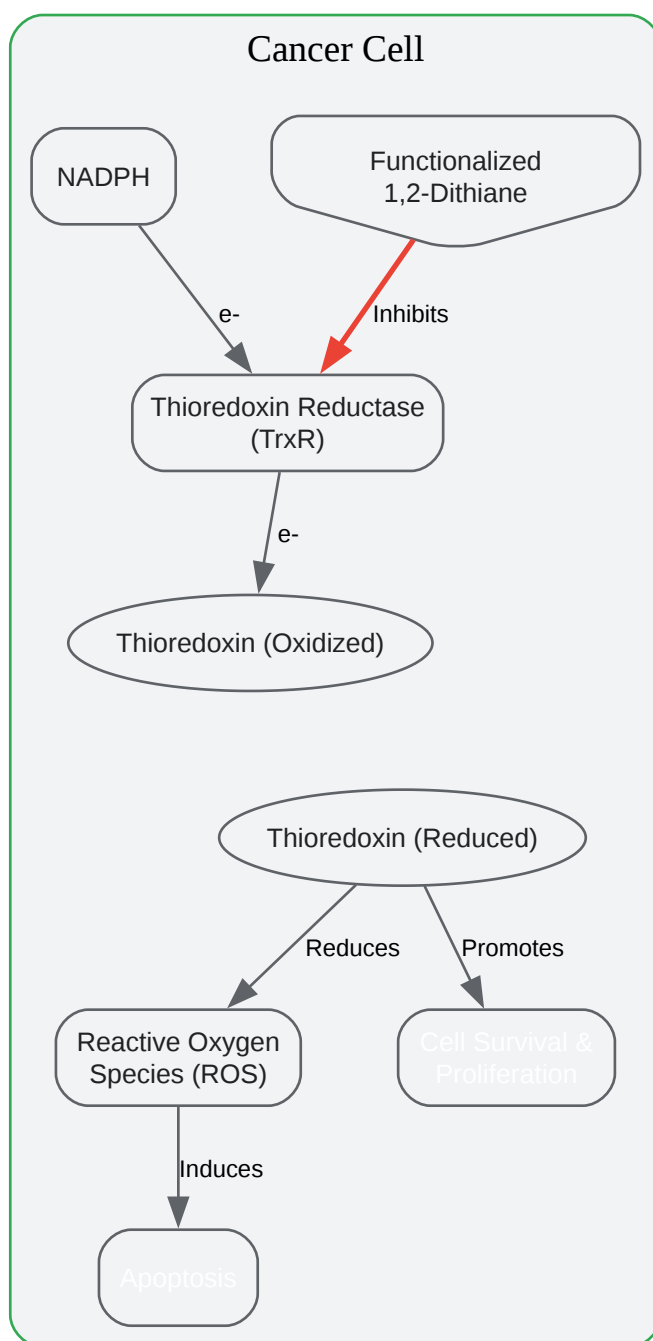 Cancer Cell
NADPH
Functionalized
1,2-Dithiane
e-
Inhibits
Thioredoxin Reductase
(TrxR)
e-
Thioredoxin (Oxidized)
Thioredoxin (Reduced)
Reduces
Promotes
Reactive Oxygen
Species (ROS)
Cell Survival &
Proliferation
Induces
Apoptosis